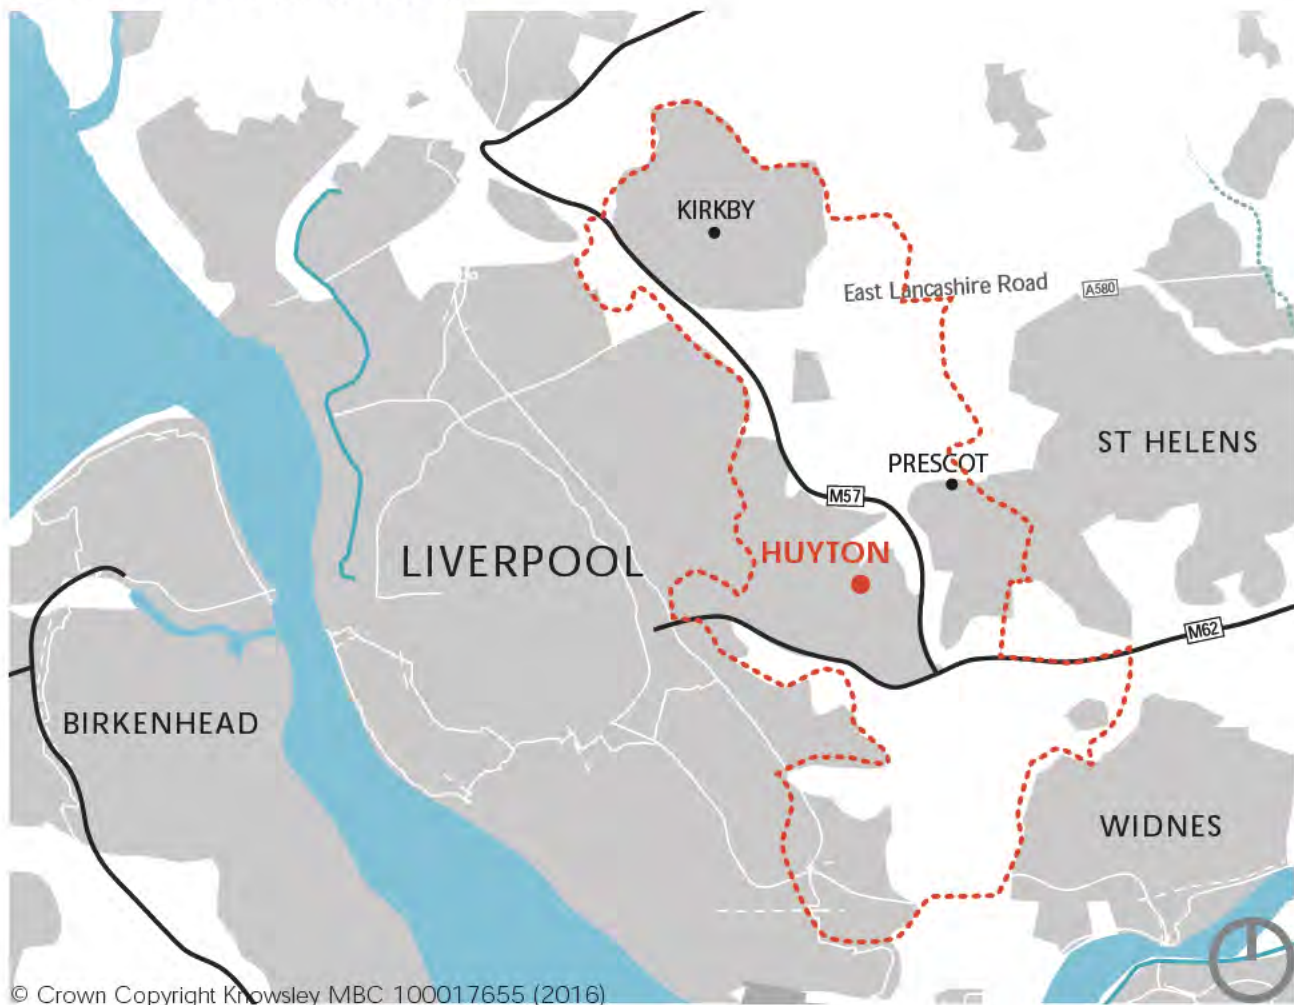 KIRKBY
East Lancashire Road
A580
ST HELENS
PRESCOT
M57
HUYTON
LIVERPOOL
M62
BIRKENHEAD
WIDNES
© Crown Copyright Knowsley MBC 100017655 (2016)